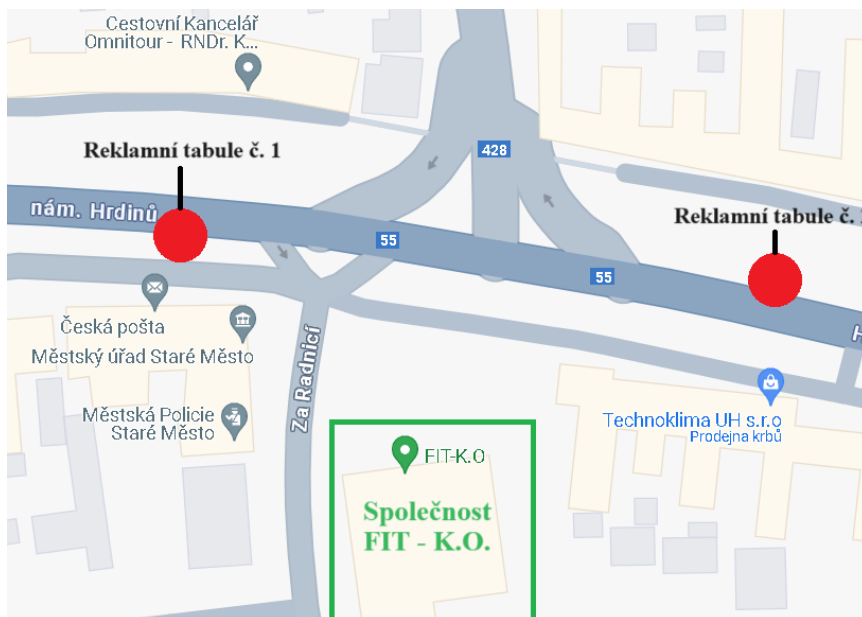 Cestovní Kancelář
Omnitour - RNDr. K...
Reklamní tabule č. 1
428
nám. Hrdinů
Reklamní tabule č.
55
55
Česká pošta
Městský úřad Staré Město
Za Radnicí
Městská Policie
Staré Město
Technoklima UH s.r.o
Prodejna krbů
FIT-K.O
Společnost
FIT - K.O.
H